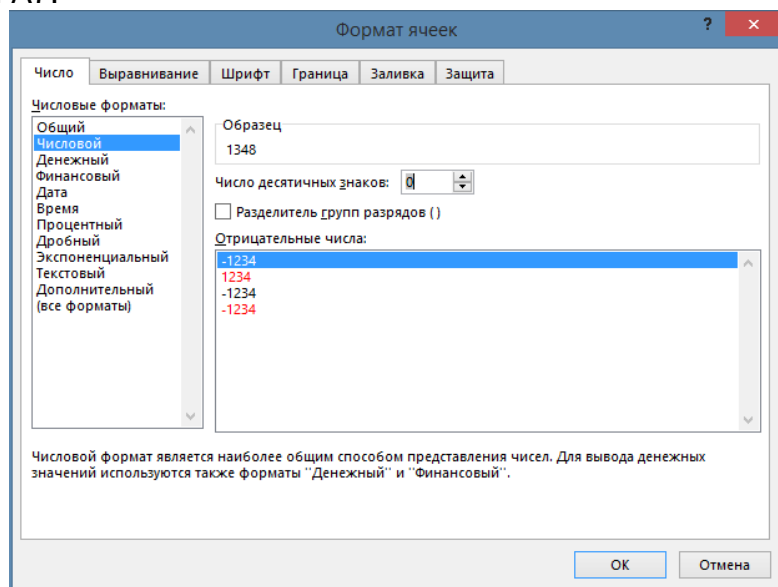 Формат ячеек
?
×
Число Выравнивание Шрифт Граница Заливка Защита
Числовые форматы:
Общий
Числовой
Денежный
Финансовый
Дата
Время
Процентный
Дробный
Экспоненциальный
Текстовый
Дополнительный
(все форматы)
Образец
1348
Число десятичных знаков: 0
Разделитель групп разрядов ( )
Отрицательные числа:
-1234
1234
-1234
-1234
Числовой формат является наиболее общим способом представления чисел. Для вывода денежных
значений используются также форматы "Денежный" и "Финансовый".
ОК Отмена